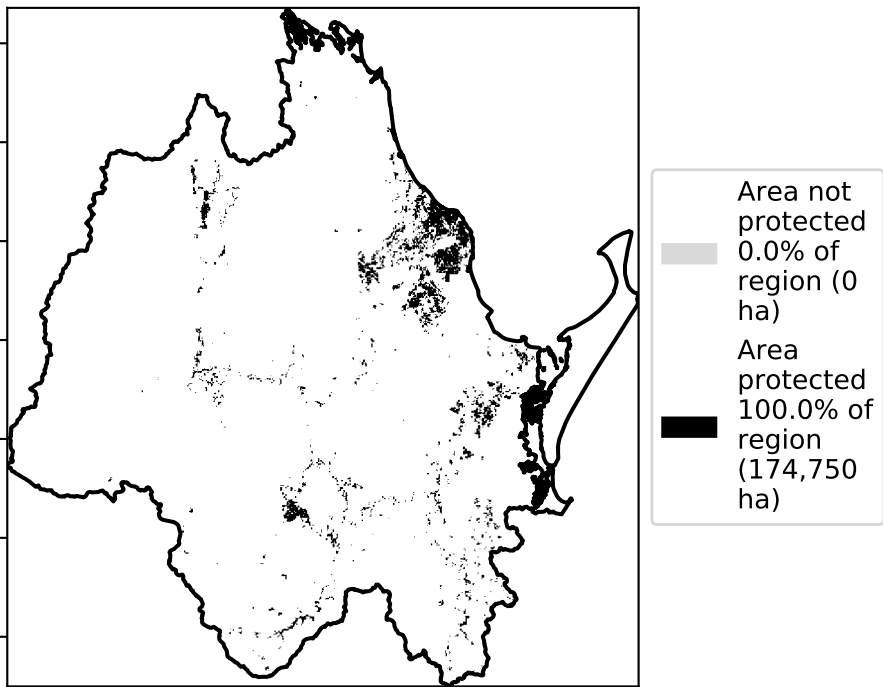 Area not
protected
0.0% of
region (0
ha)
Area
protected
100.0% of
region
(174,750
ha)